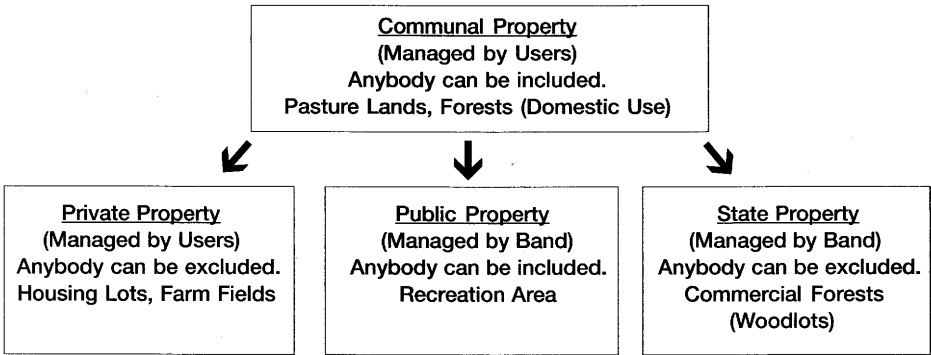 Communal Property
(Managed by Users)
Anybody can be included.
Pasture Lands, Forests (Domestic Use)
Private Property
(Managed by Users)
Anybody can be excluded.
Housing Lots, Farm Fields
Public Property
(Managed by Band)
Anybody can be included.
Recreation Area
State Property
(Managed by Band)
Anybody can be excluded.
Commercial Forests
(Woodlots)